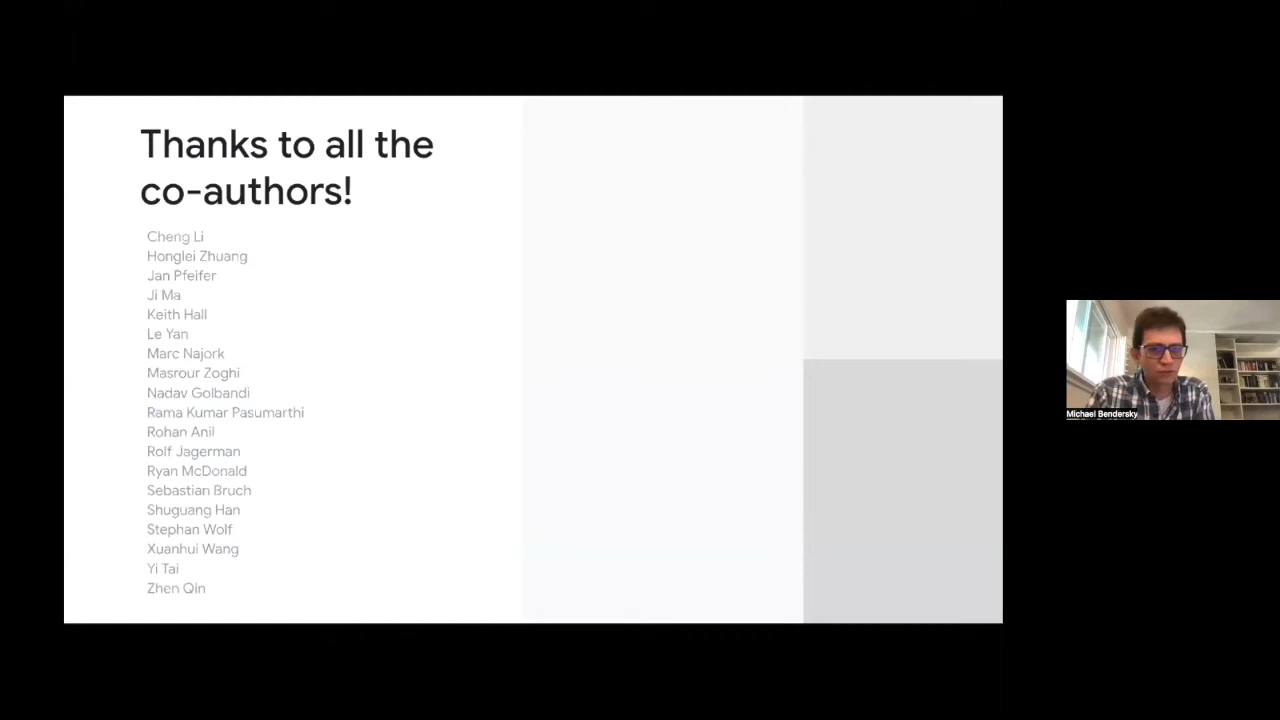 Thanks to all the
co-authors!
Cheng Li
Honglei Zhuang
Jan Pfeifer
Ji Ma
Keith Hall
Le Yan
Marc Najork
Masrour Zoghi
Nadav Golbandi
Rama Kumar Pasumarthi
Rohan Anil
Rolf Jagerman
Ryan McDonald
Sebastian Bruch
Shuguang Han
Stephan Wolf
Xuanhui Wang
Yi Tai
Zhen Qin
Michael Bendersky